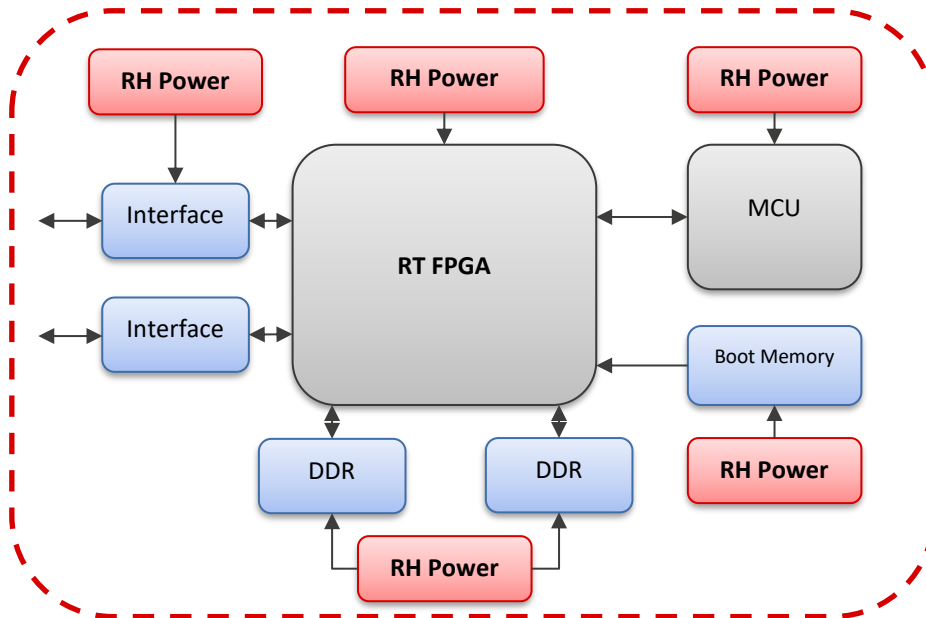 RH Power
RH Power
RH Power
Interface
MCU
RT FPGA
Interface
Boot Memory
DDR
DDR
RH Power
RH Power